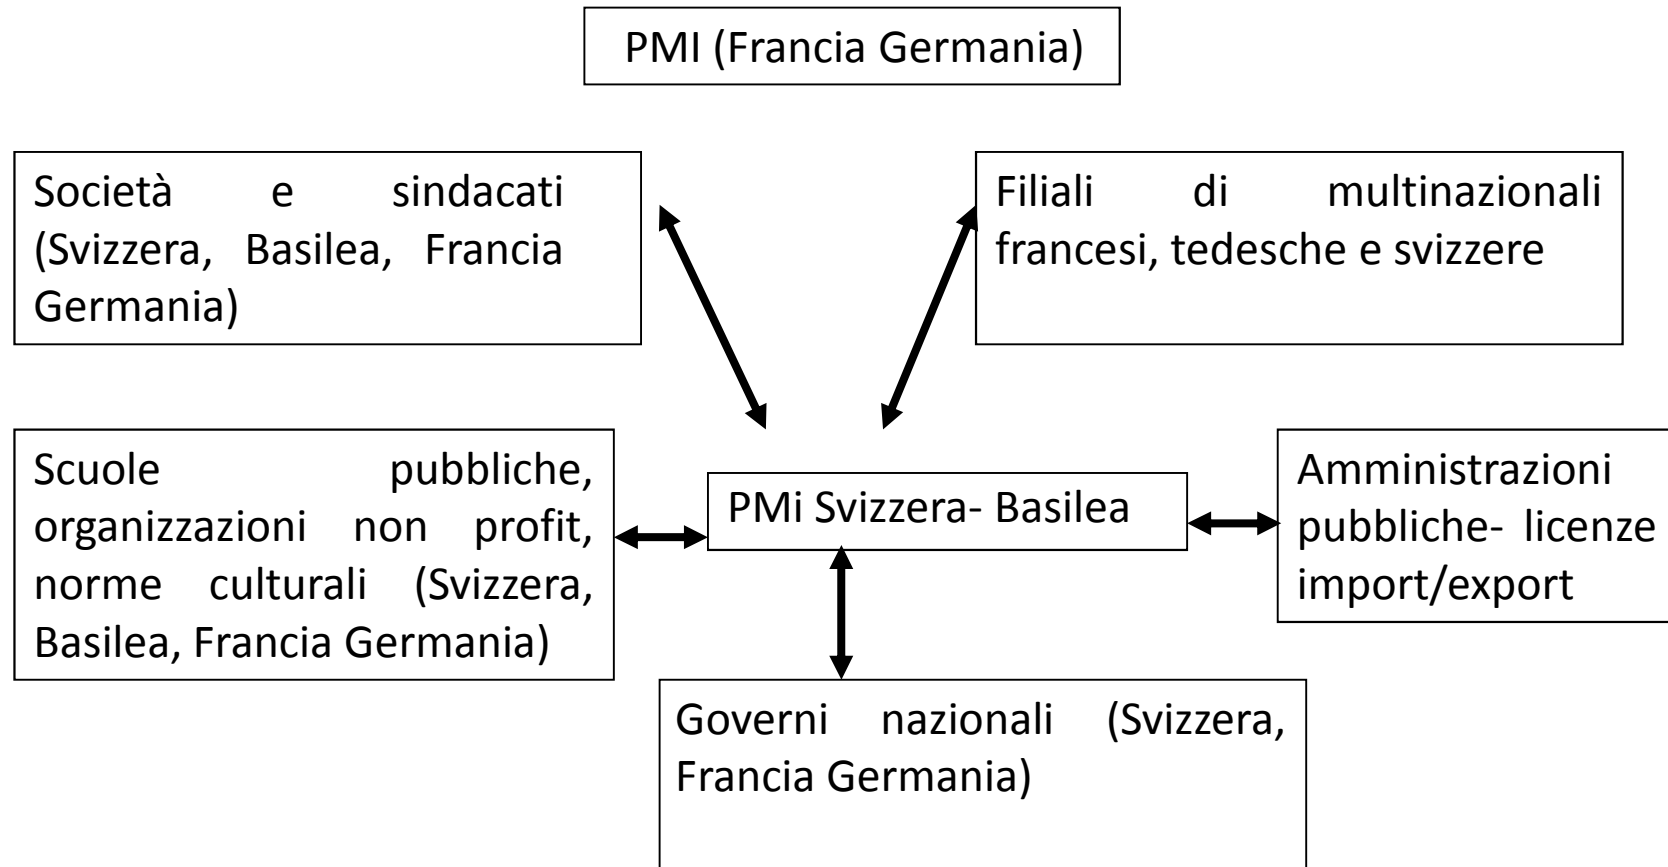 PMI (Francia Germania)
Società e sindacati
(Svizzera, Basilea, Francia
Germania)
Filiali di multinazionali
francesi, tedesche e svizzere
Scuole pubbliche,
organizzazioni non profit,
norme culturali (Svizzera,
Basilea, Francia Germania)
PMi Svizzera- Basilea
Amministrazioni
pubbliche- licenze
import/export
Governi nazionali (Svizzera,
Francia Germania)